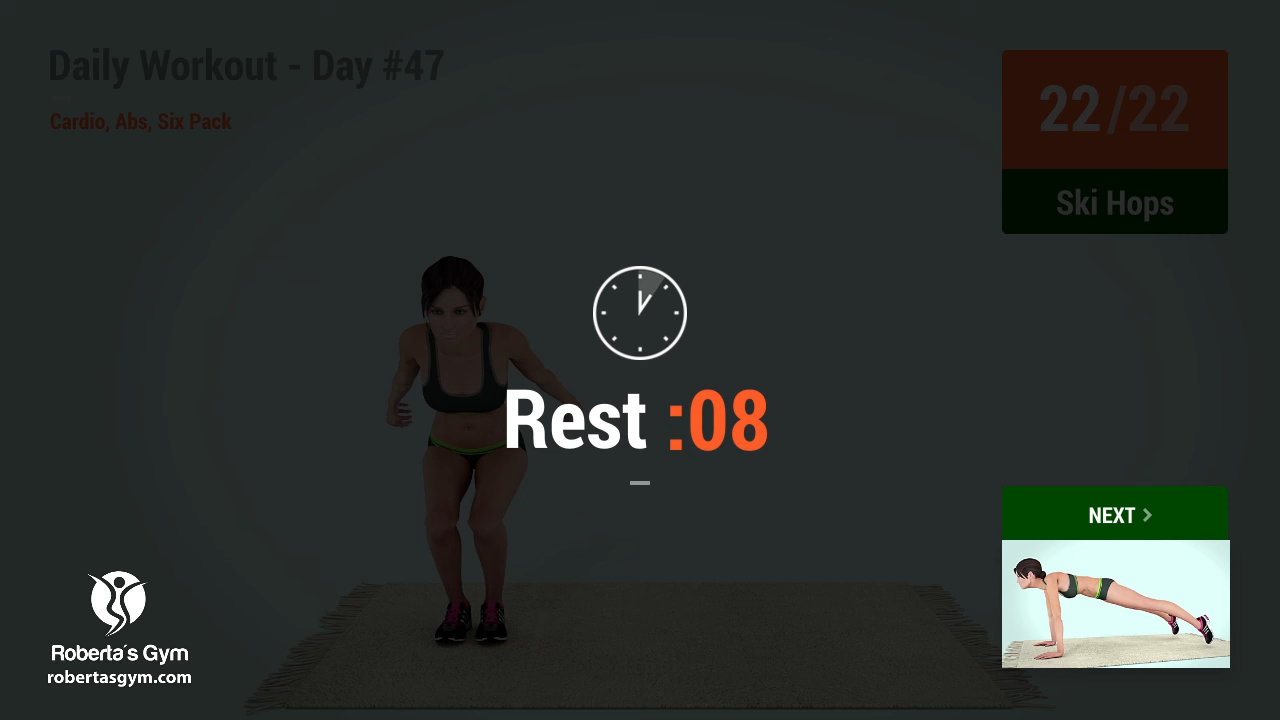 Daily Workout - Day #47
Cardio, Abs, Six Pack
22/22
Ski Hops
Rest :08
NEXT >
Roberta´s Gym
robertasgym.com